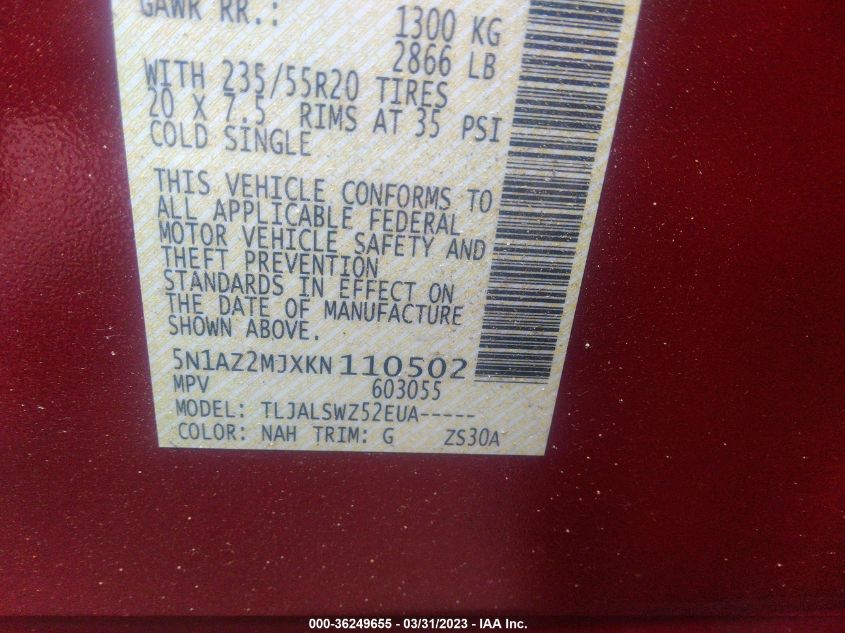 GAWR RR.: 1300 KG
2866 LB
WITH 235/55R20 TIRES
20 X 7.5 RIMS AT 35 PSI
COLD SINGLE
THIS VEHICLE CONFORMS TO
ALL APPLICABLE FEDERAL
MOTOR VEHICLE SAFETY AND
THEFT PREVENTION
STANDARDS IN EFFECT ON
THE DATE OF MANUFACTURE
SHOWN ABOVE.
5N1AZ2MJXKN110502
MPV 603055
MODEL: TLJALSWZ52EUA-----
COLOR: NAH TRIM: G ZS30A
000-36249655 - 03/31/2023 - IAA Inc.